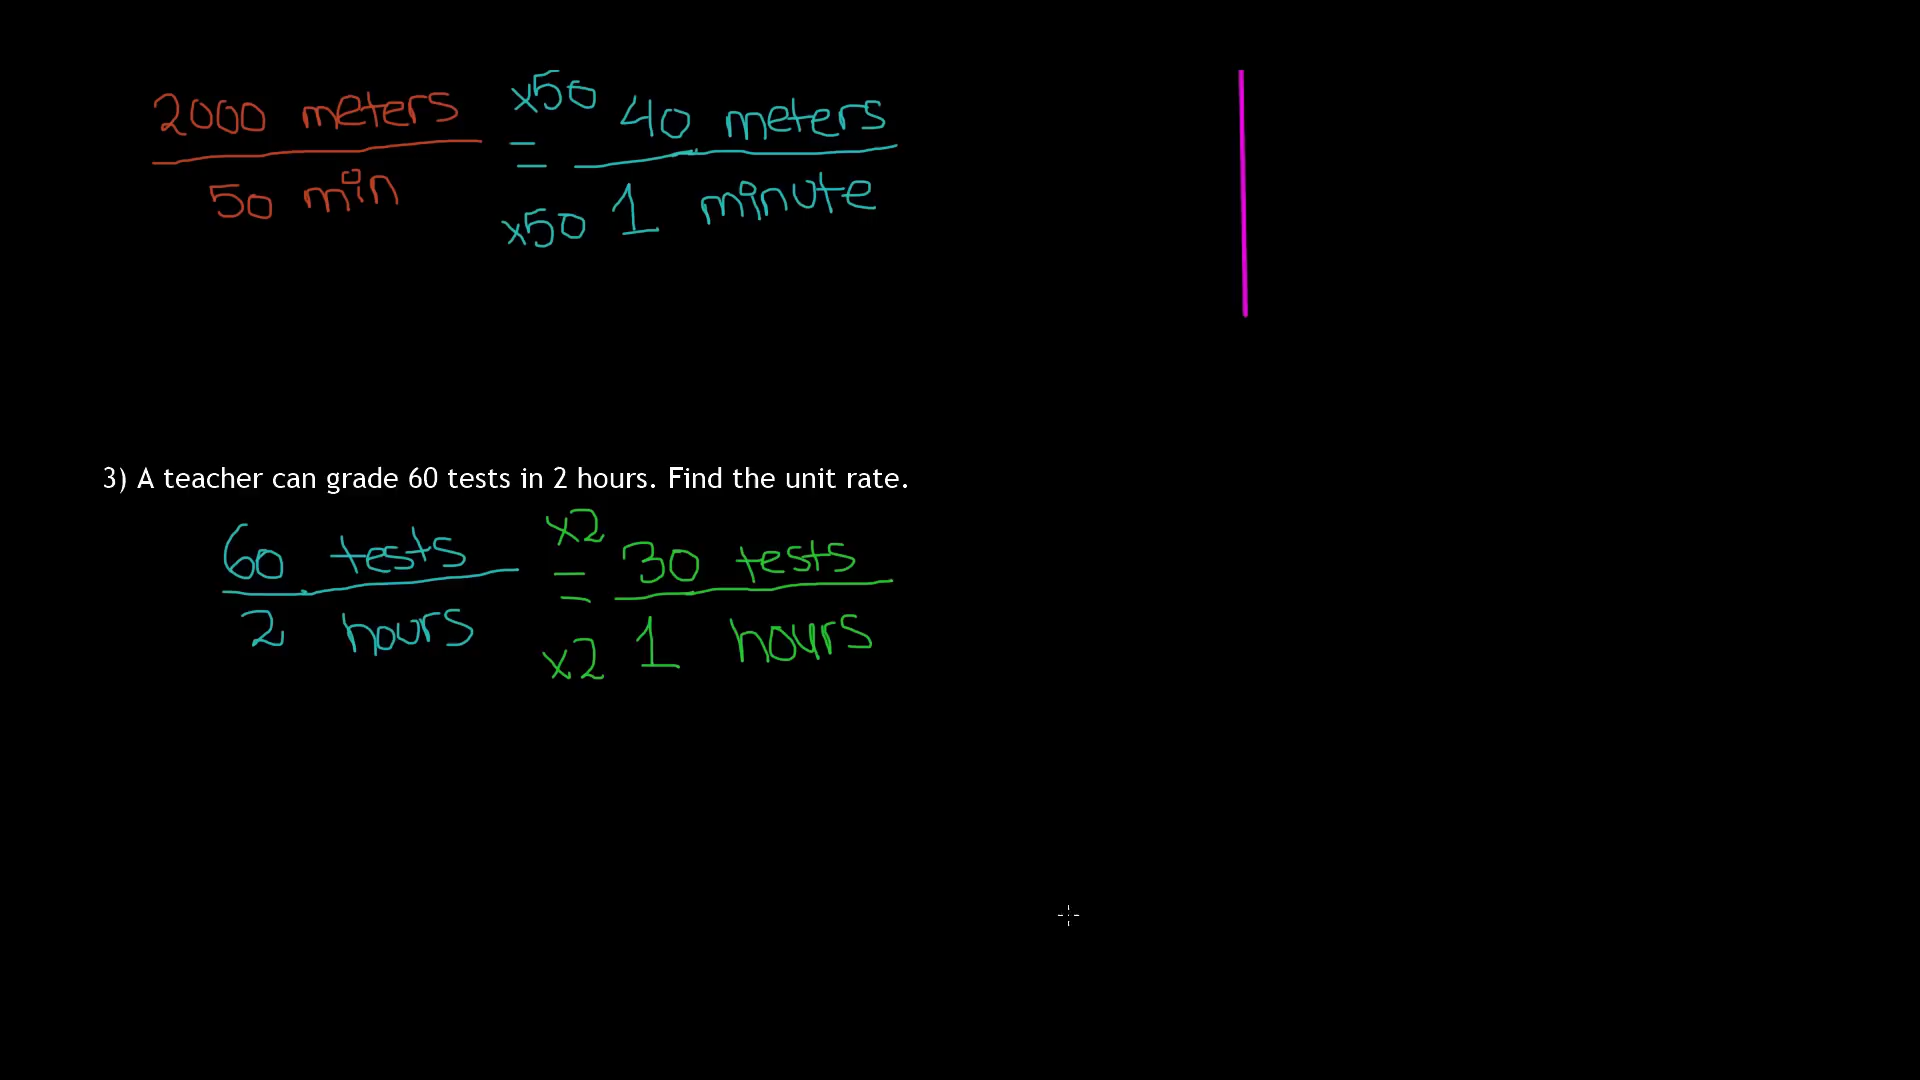 2000 meters x50 40 meters
=
50 min x50 1 minute
3) A teacher can grade 60 tests in 2 hours. Find the unit rate.
60 tests x2 30 tests
=
2 hours x2 1 hours